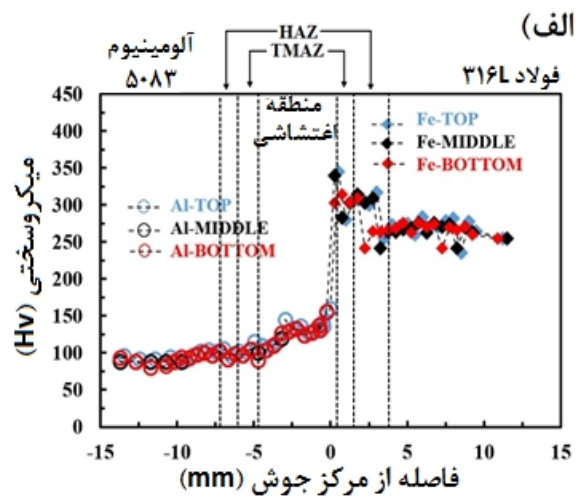 الف)
HAZ
TMAZ
آلومینیوم
۵۰۸۳
فولاد ۳۱۶L
منطقه
اغتشاشی
Fe-TOP
Fe-MIDDLE
Fe-BOTTOM
Al-TOP
Al-MIDDLE
Al-BOTTOM
میکروسختی (Hv)
450
400
350
300
250
200
150
100
50
0
-15
-10
-5
0
5
10
15
فاصله از مرکز جوش (mm)